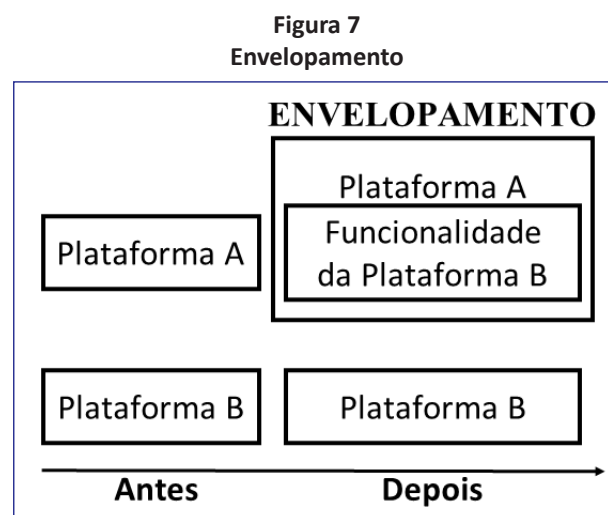 Figura 7
Envelopamento
ENVELOPAMENTO
Plataforma A
Plataforma A
Funcionalidade
da Plataforma B
Plataforma B
Plataforma B
Antes
Depois